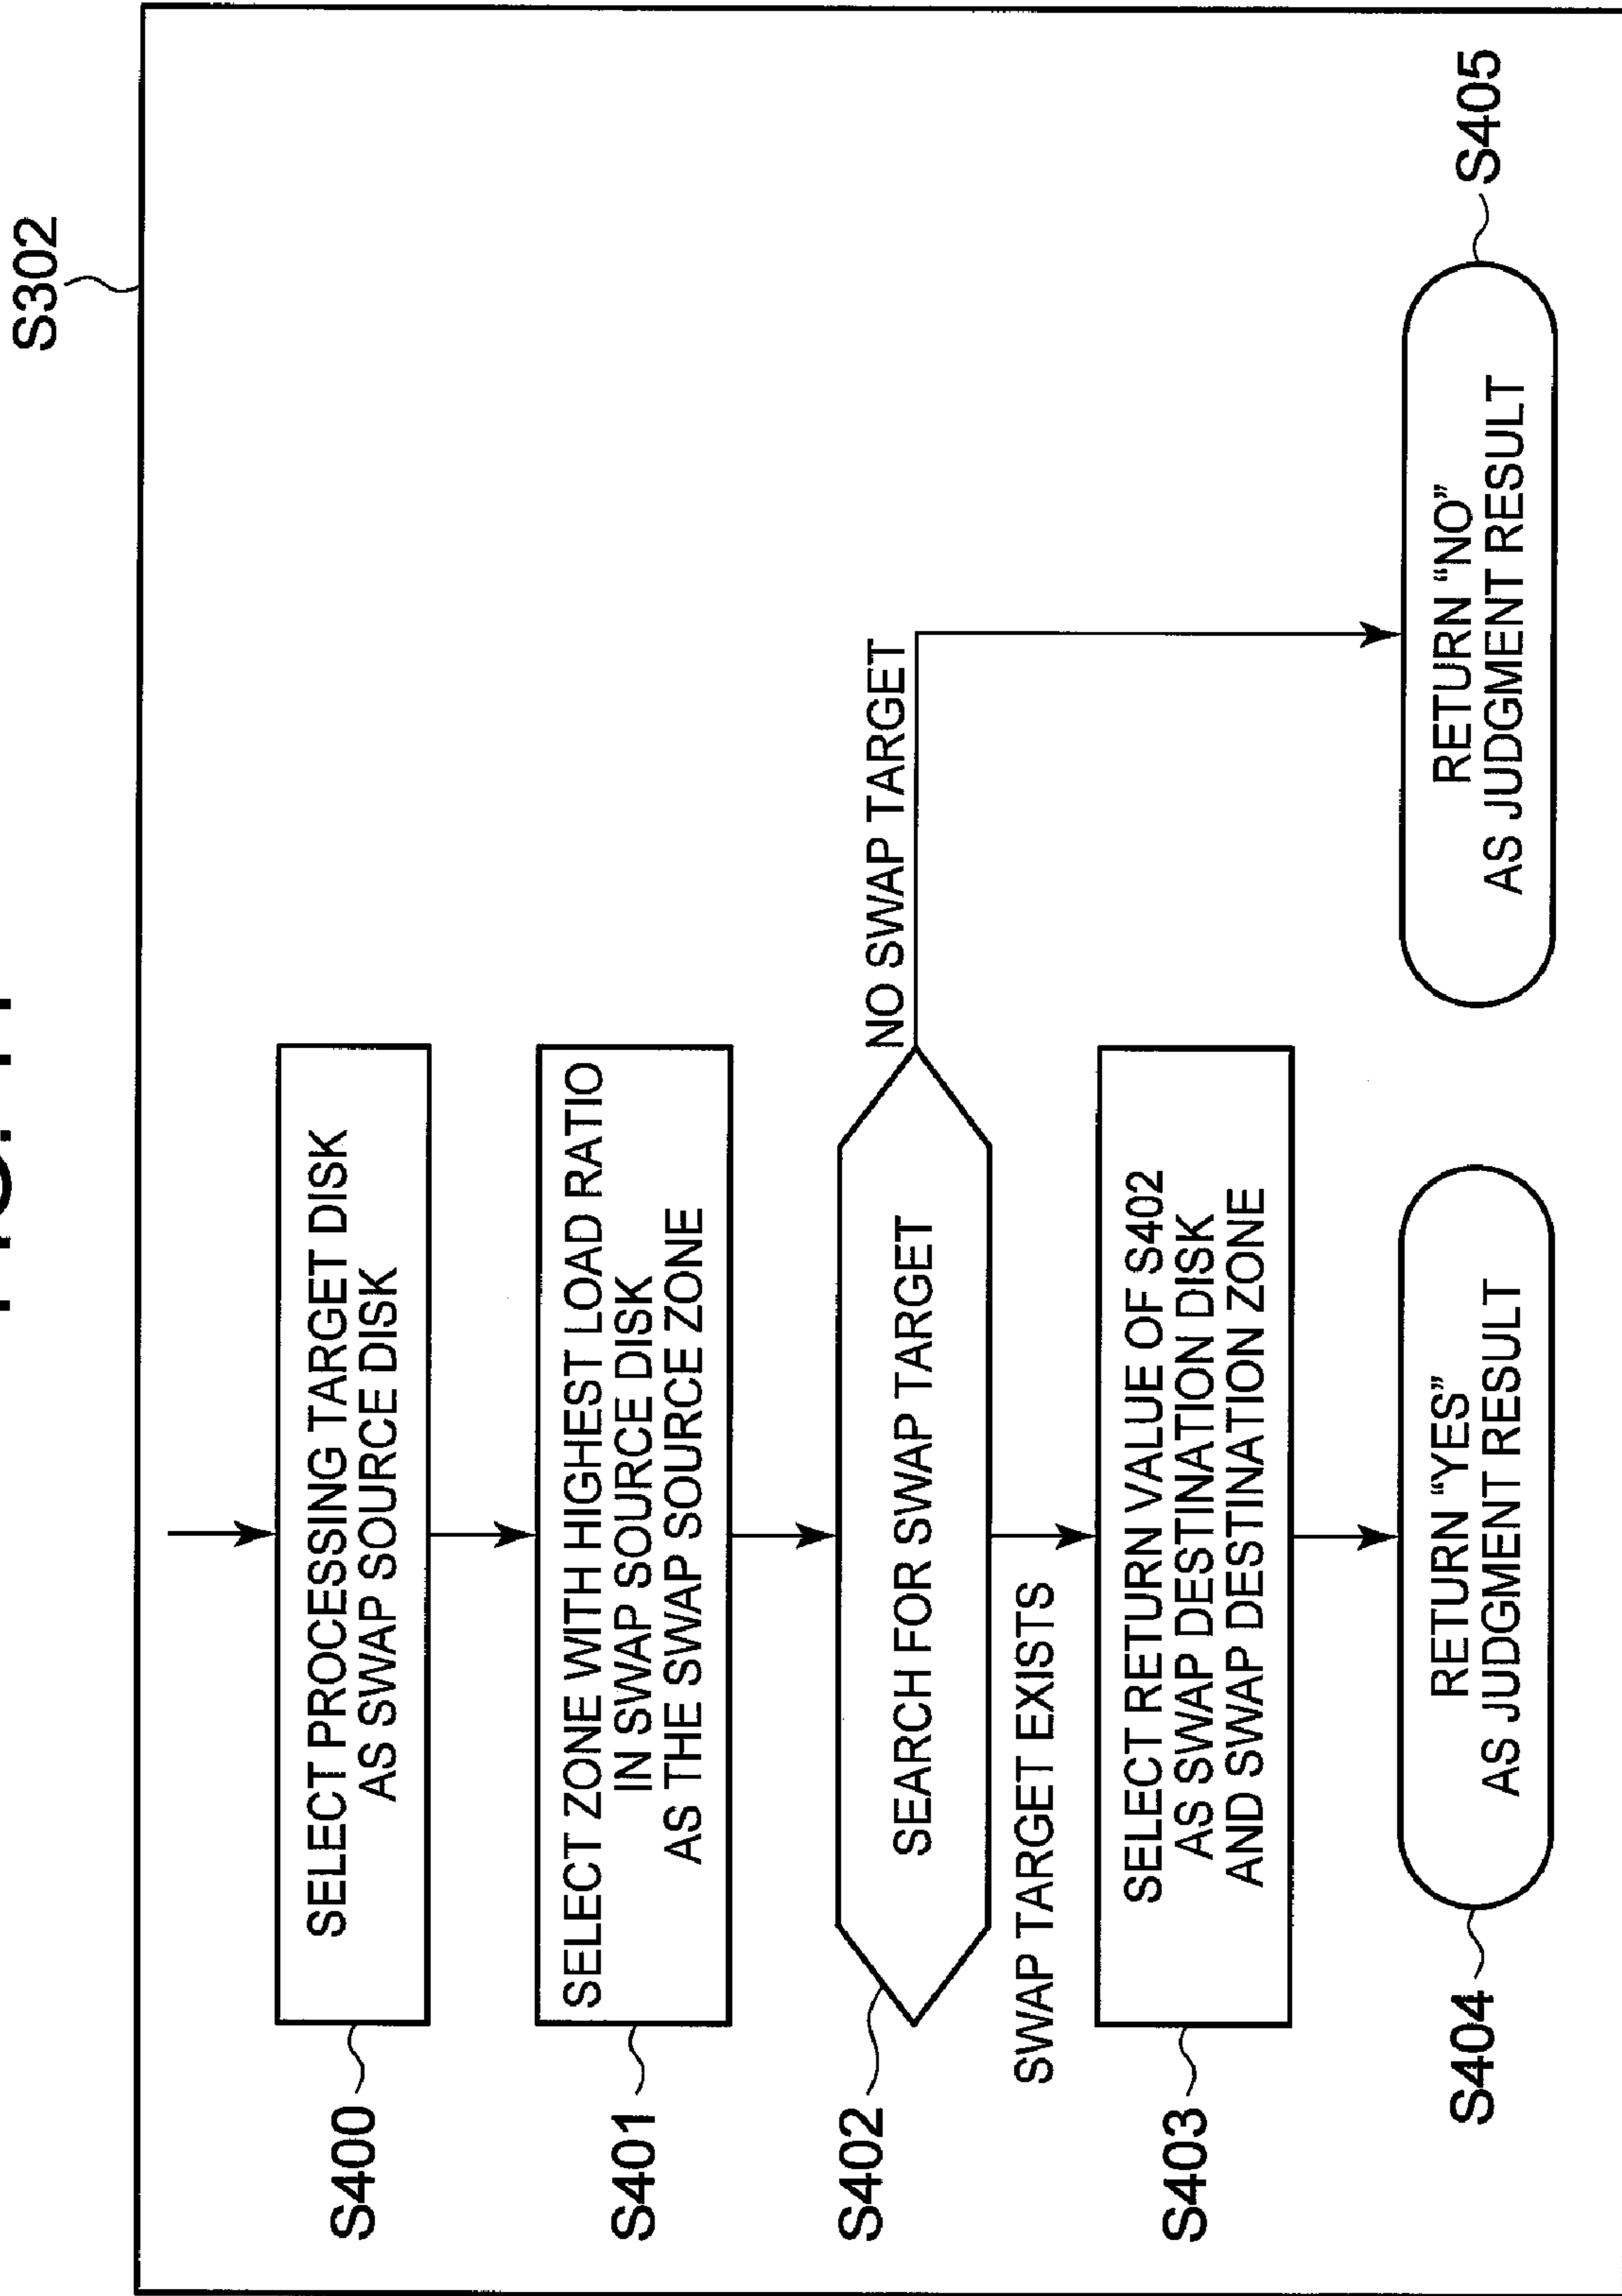 S302
S400
SELECT PROCESSING TARGET DISK
AS SWAP SOURCE DISK
S401
SELECT ZONE WITH HIGHEST LOAD RATIO
IN SWAP SOURCE DISK
AS THE SWAP SOURCE ZONE
S402
SEARCH FOR SWAP TARGET
NO SWAP TARGET
SWAP TARGET EXISTS
S403
SELECT RETURN VALUE OF S402
AS SWAP DESTINATION DISK
AND SWAP DESTINATION ZONE
S404
RETURN “YES”
AS JUDGMENT RESULT
RETURN “NO”
AS JUDGMENT RESULT
S405